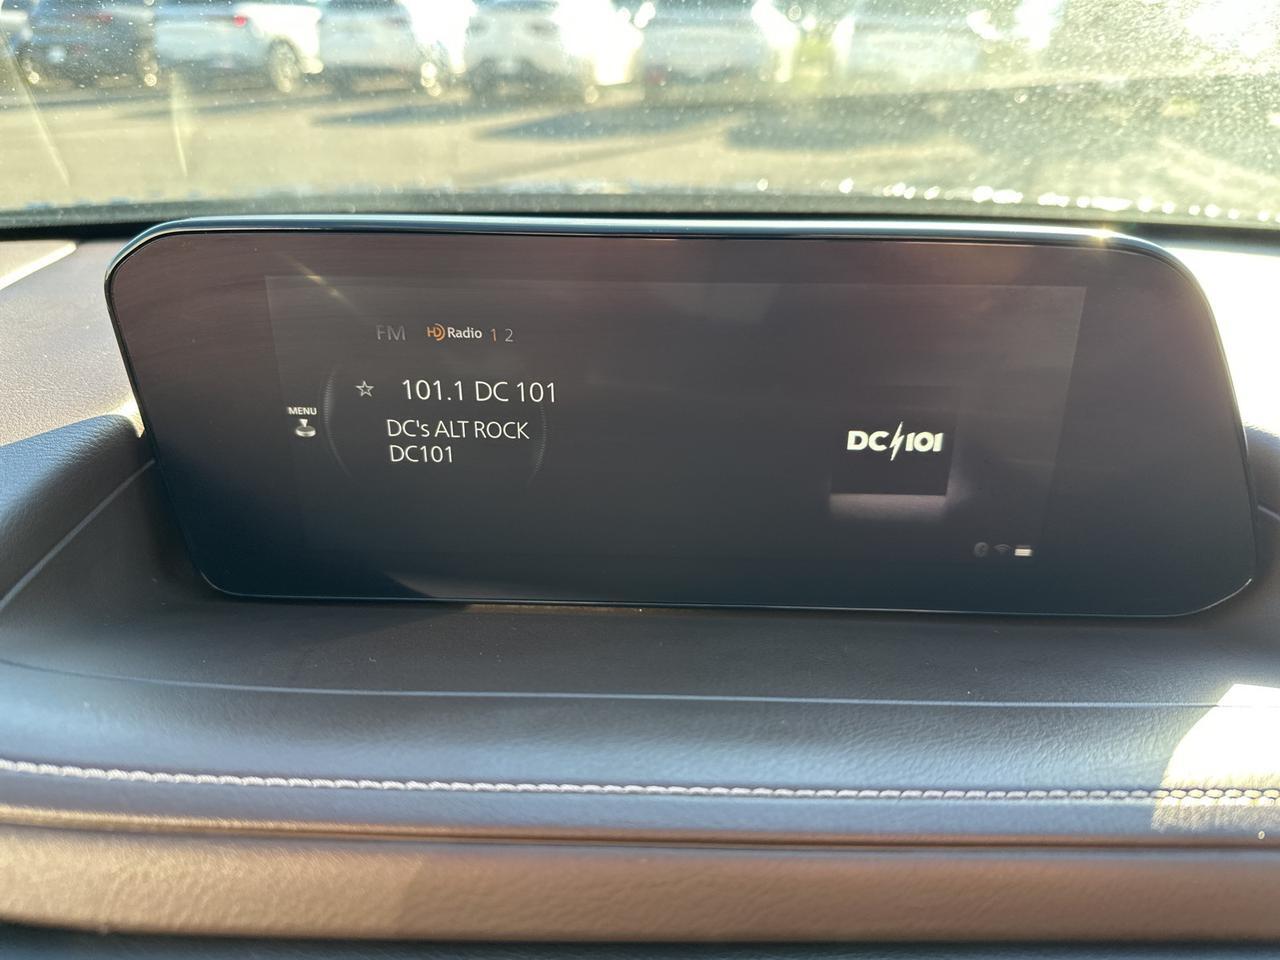 FM HD Radio 1 2
☆ 101.1 DC 101
MENU
DC's ALT ROCK
DC101
DC101